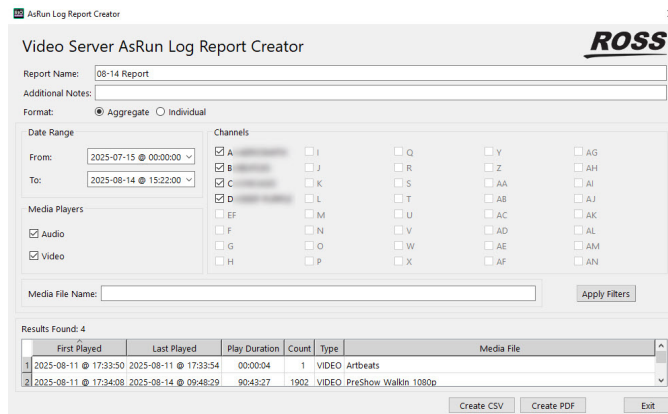 AsRun Log Report Creator
Video Server AsRun Log Report Creator
ROSS
Report Name: 08-14 Report
Additional Notes:
Format: Aggregate Individual
Date Range
From: 2025-07-15 @ 00:00:00
To: 2025-08-14 @ 15:22:00
Media Players
Audio
Video
Channels
A I Q Y AG
B J R Z AH
C K S AA AI
D L T AB AJ
EF M U AC AK
F N V AD AL
G O W AE AM
H P X AF AN
Media File Name: Apply Filters
Results Found: 4
First Played Last Played Play Duration Count Type Media File
1 2025-08-11 @ 17:33:50 2025-08-11 @ 17:33:54 00:00:04 1 VIDEO Artbeats
2 2025-08-11 @ 17:34:08 2025-08-14 @ 09:48:29 90:43:27 1902 VIDEO PreShow WalkIn 1080p
Create CSV Create PDF Exit